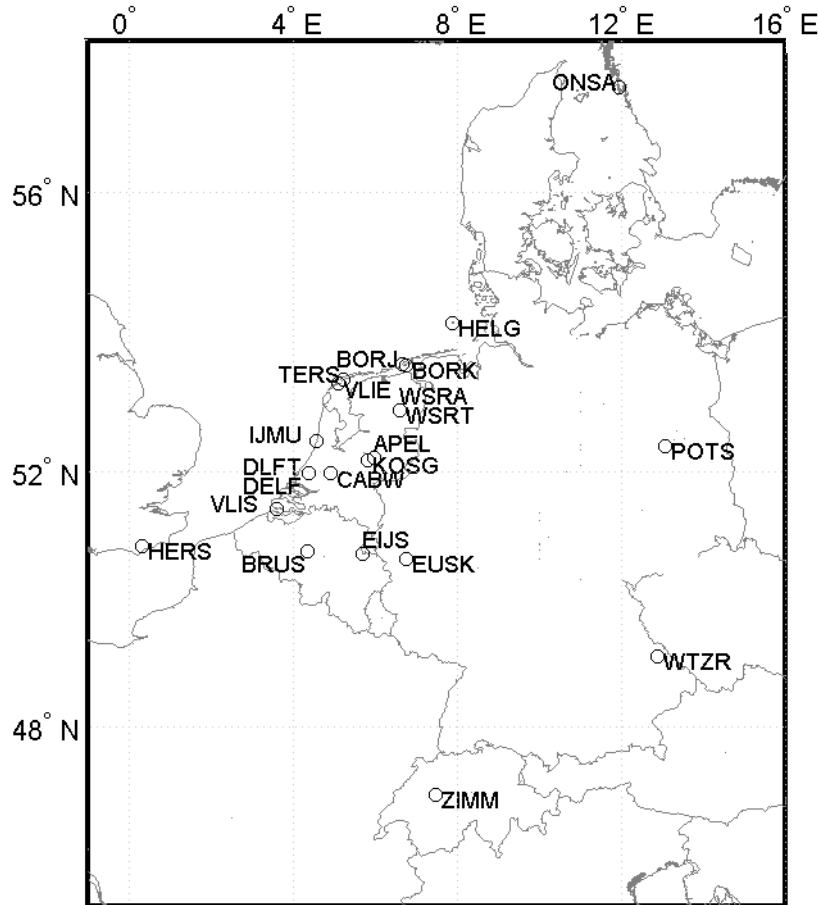 0° 4° E 8° E 12° E 16° E
ONSA
56° N
HELG
BORJ
BORK
TERS
VLIE
WSRA
WSRT
IJMU
APEL
KOSG
52° N
DLFT
DELF
CABW
POTS
VLIS
HERS
EIJS
BRUS
EUSK
WTZR
48° N
ZIMM